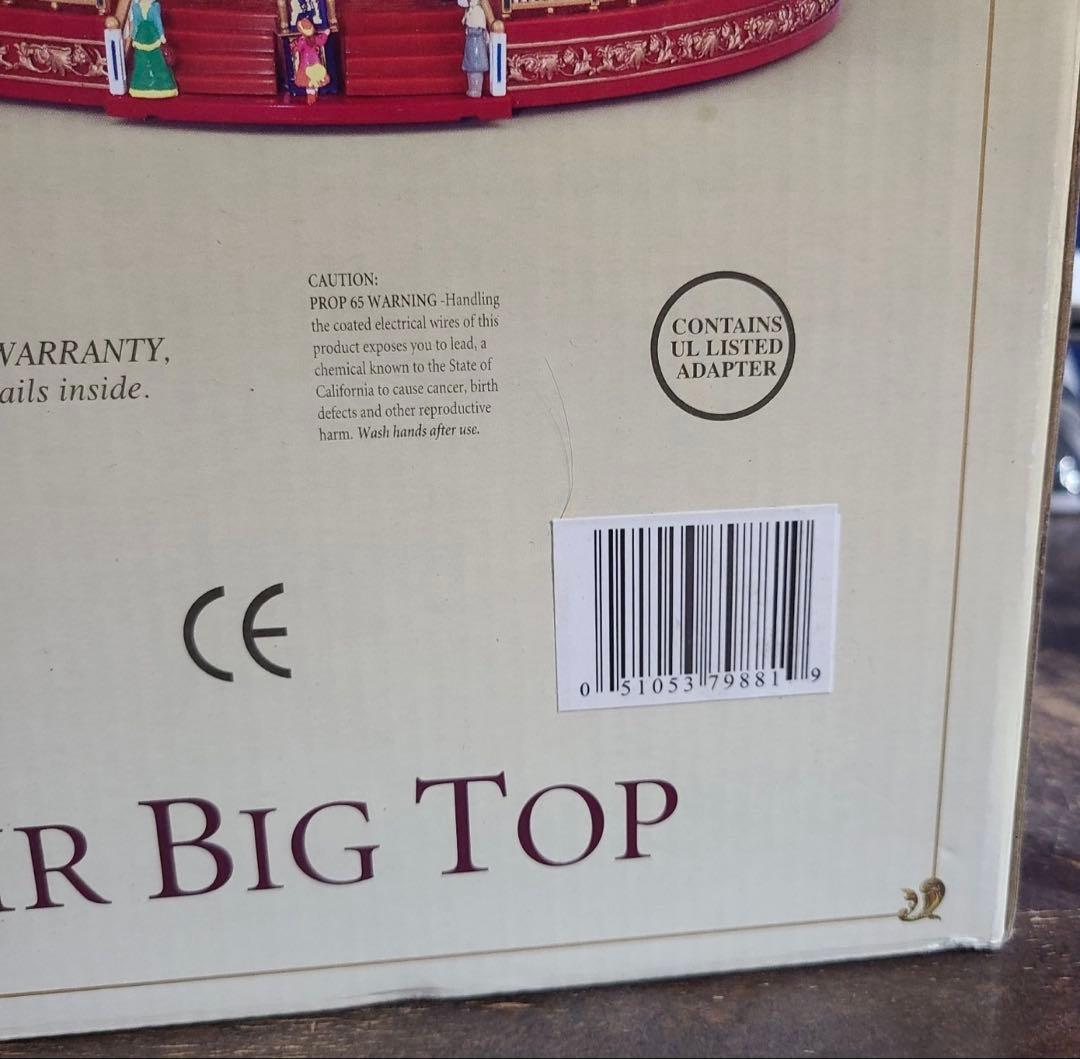 WARRANTY,
ails inside.
CAUTION:
PROP 65 WARNING -Handling
the coated electrical wires of this
product exposes you to lead, a
chemical known to the State of
California to cause cancer, birth
defects and other reproductive
harm. Wash hands after use.
CONTAINS
UL LISTED
ADAPTER
CE
0 51053 79881 9
IR BIG TOP